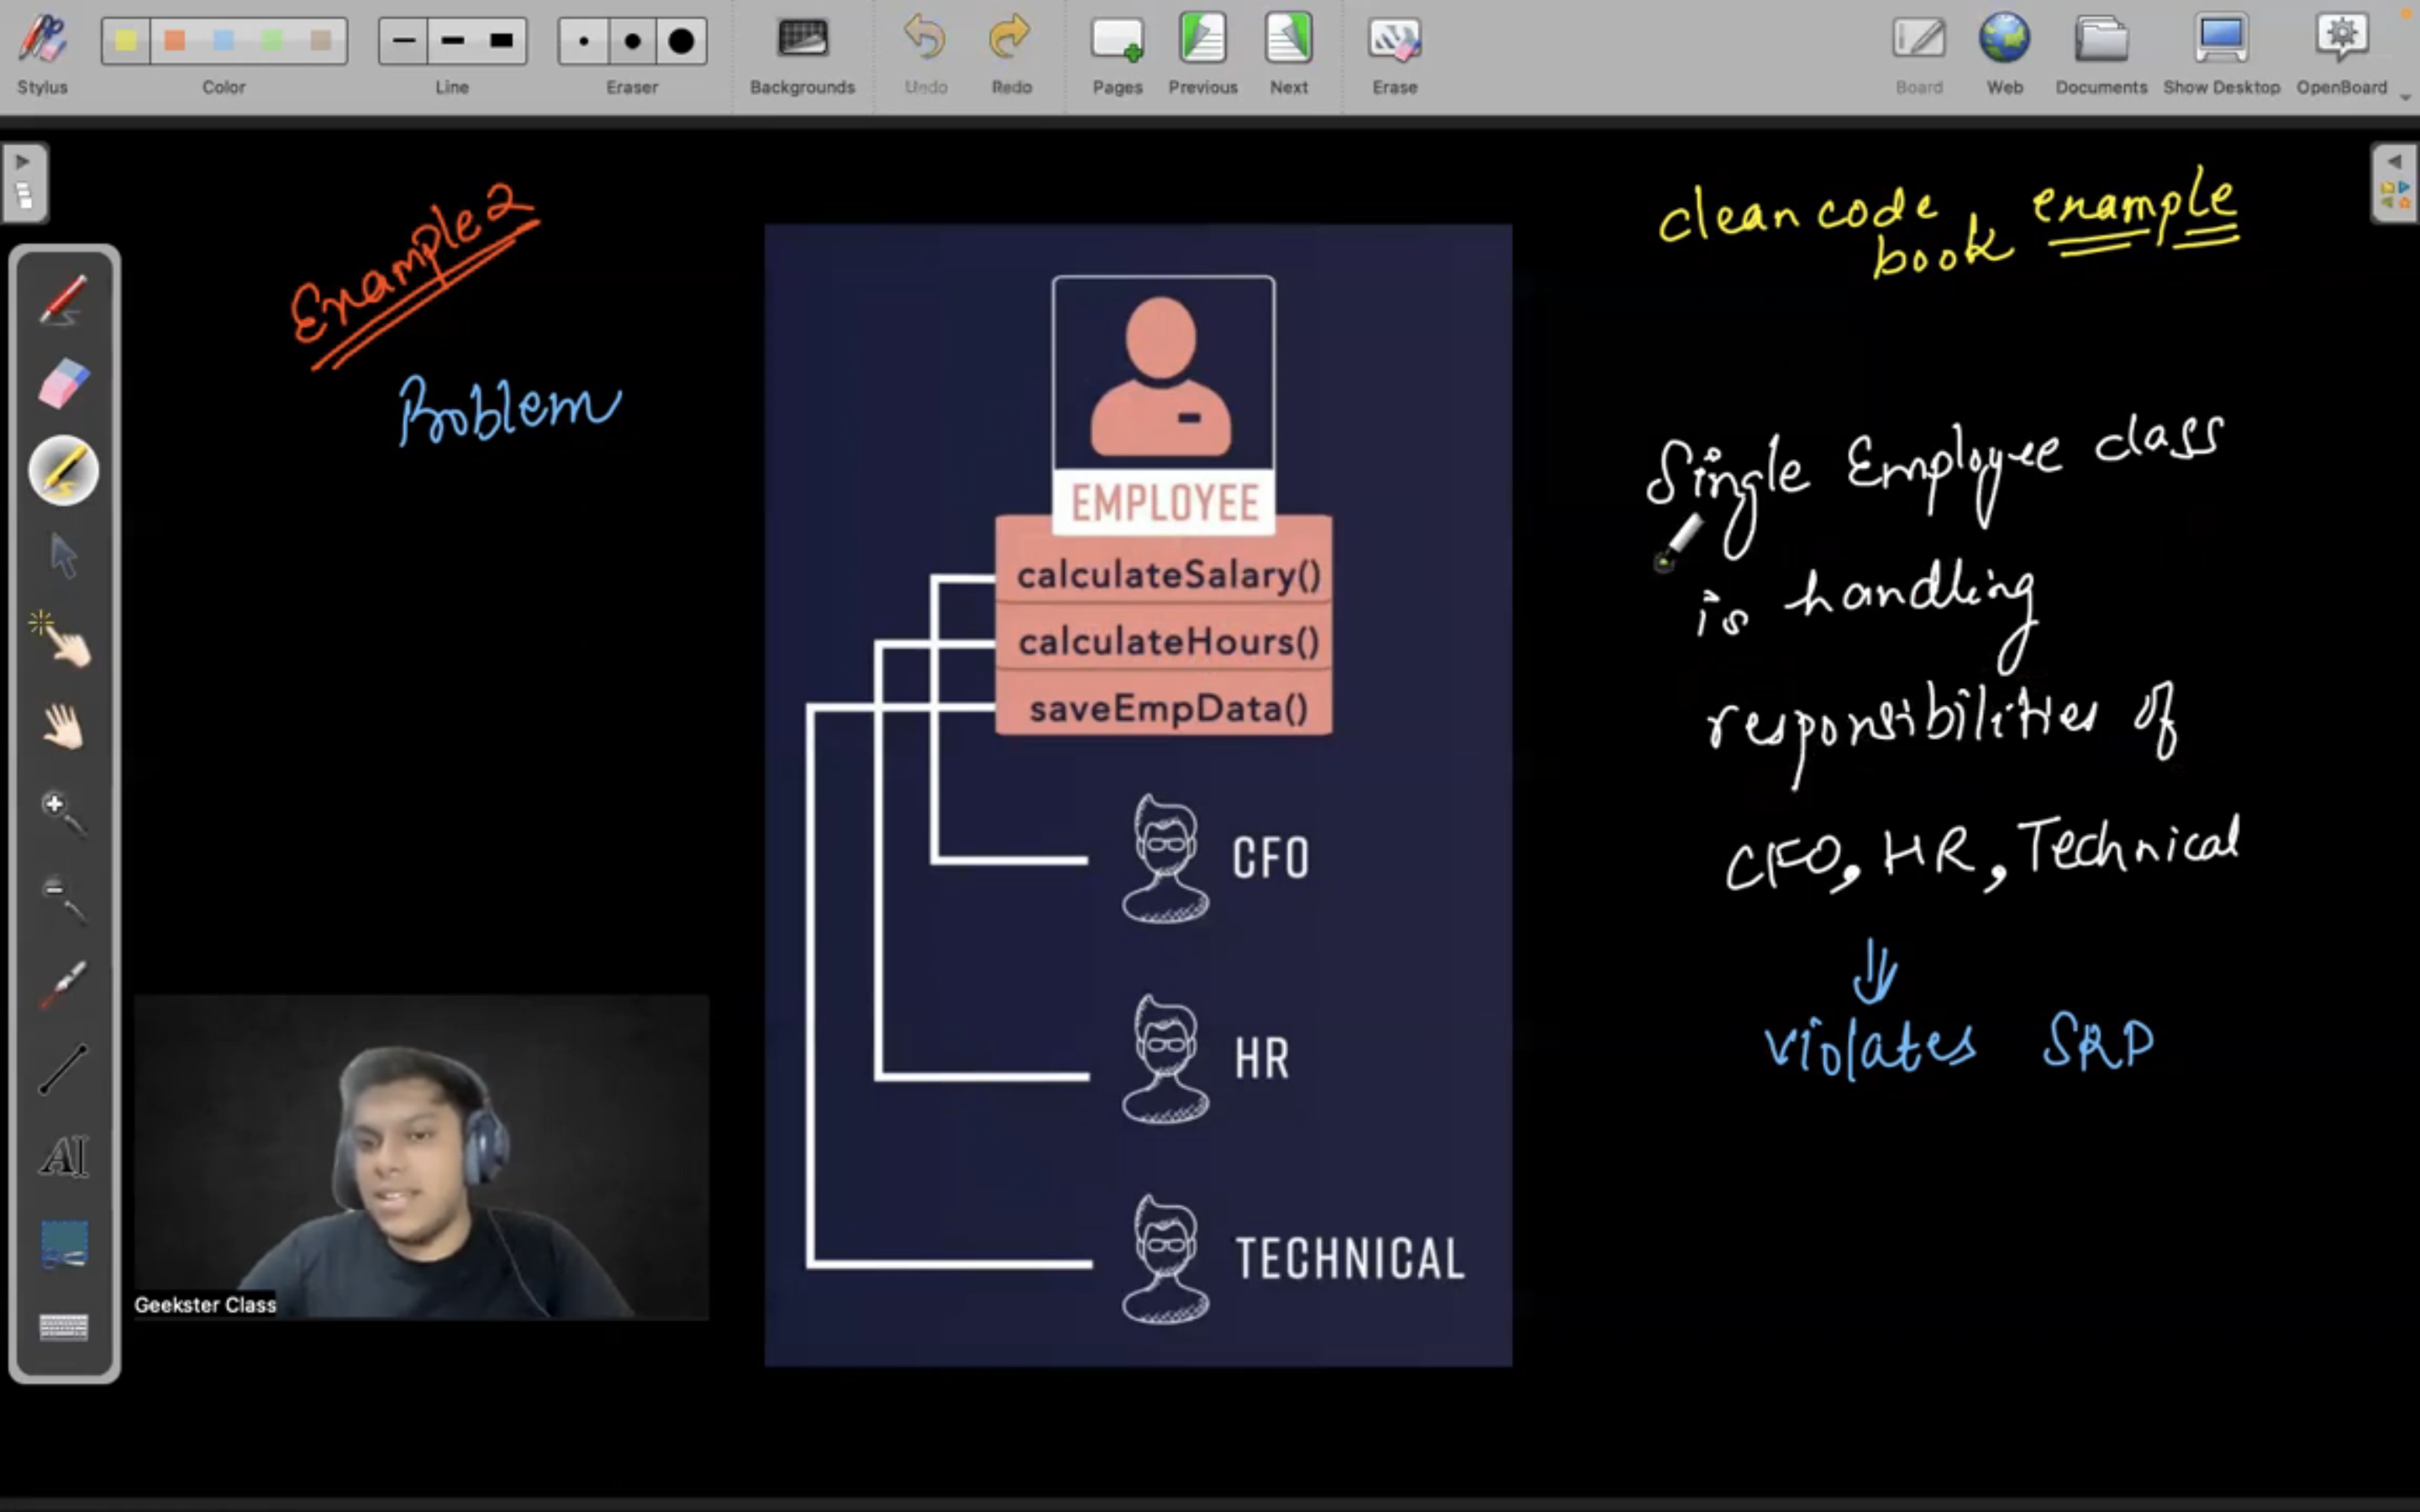 Stylus
Color
Line
Eraser
Backgrounds
Undo
Redo
Pages
Previous
Next
Erase
Board
Web
Documents
Show Desktop
OpenBoard
Example 2
Problem
EMPLOYEE
calculateSalary()
calculateHours()
saveEmpData()
CFO
HR
TECHNICAL
clean code
book example
Single Employee class
is handling
responsibilities of
CFO, HR, Technical
violates SRP
AI
Geekster Class